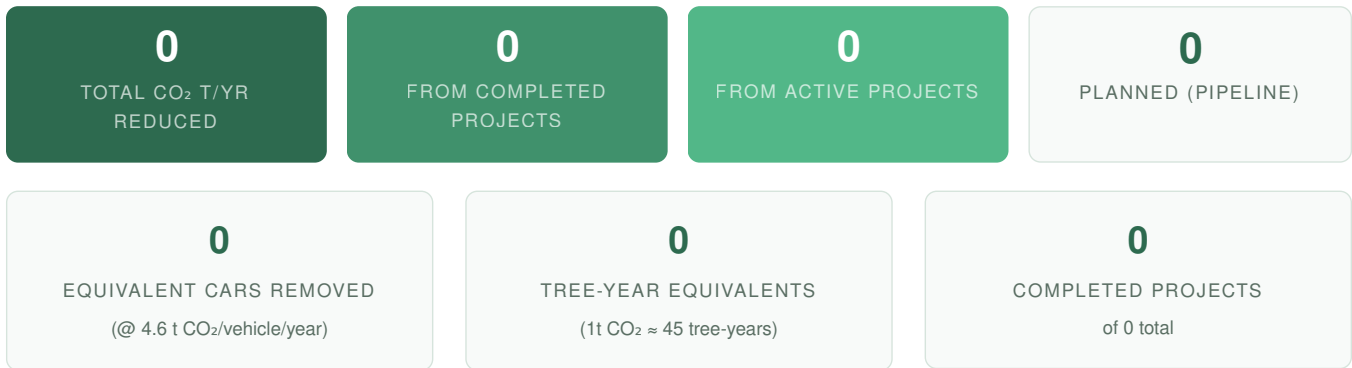 0
TOTAL CO₂ T/YR
REDUCED
0
FROM COMPLETED
PROJECTS
0
FROM ACTIVE PROJECTS
0
PLANNED (PIPELINE)
0
EQUIVALENT CARS REMOVED
(@ 4.6 t CO₂/vehicle/year)
0
TREE-YEAR EQUIVALENTS
(1t CO₂ ≈ 45 tree-years)
0
COMPLETED PROJECTS
of 0 total